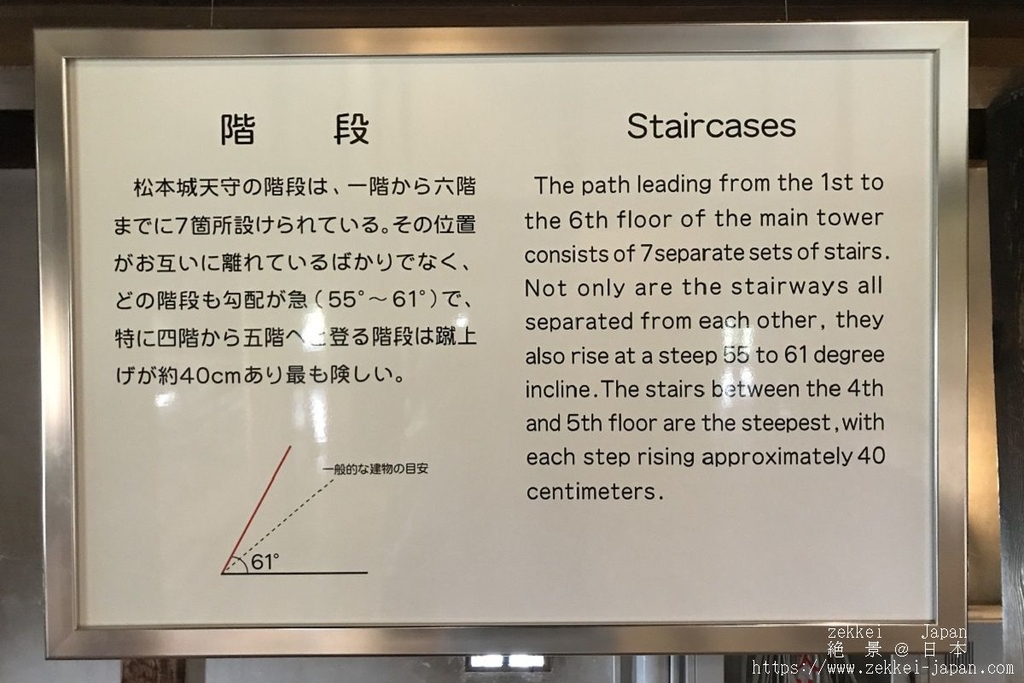 階　段
松本城天守の階段は、一階から六階
までに7箇所設けられている。その位置
がお互いに離れているばかりでなく、
どの階段も勾配が急（55°～61°）で、
特に四階から五階へと登る階段は蹴上
げが約40cmあり最も険しい。
一般的な建物の目安
61°
Staircases
The path leading from the 1st to
the 6th floor of the main tower
consists of 7separate sets of stairs.
Not only are the stairways all
separated from each other, they
also rise at a steep 55 to 61 degree
incline.The stairs between the 4th
and 5th floor are the steepest,with
each step rising approximately 40
centimeters.
zekkei Japan
絶景@日本
https://www.zekkei-japan.com